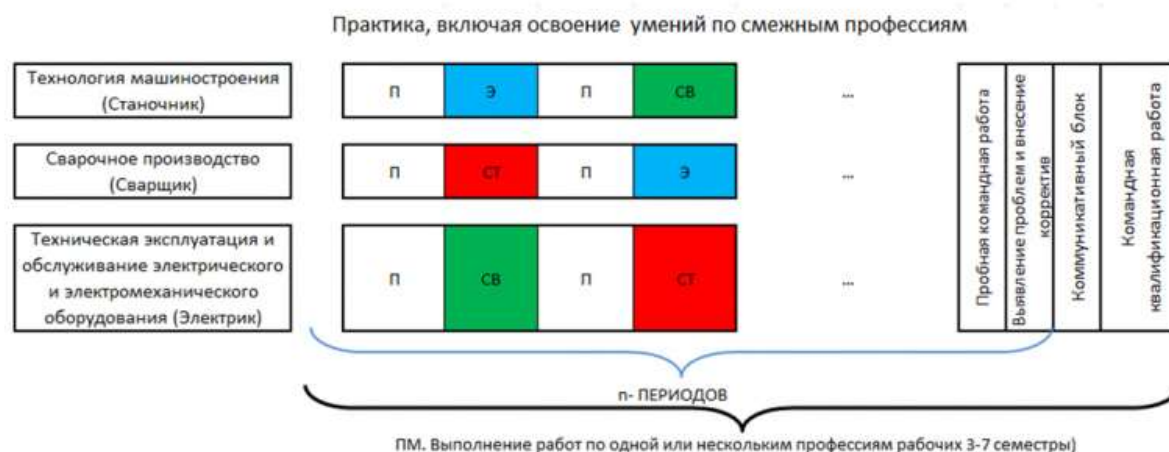 Практика, включая освоение умений по смежным профессиям
Технология машиностроения
(Станочник)
П
Э
П
СВ
...
Сварочное производство
(Сварщик)
П
СТ
П
Э
...
Техническая эксплуатация и
обслуживание электрического
и электромеханического
оборудования (Электрик)
П
СВ
П
СТ
...
Пробная командная работа
Выявление проблем и внесение
корректив
Коммуникативный блок
Командная
квалификационная работа
n- ПЕРИОДОВ
ПМ. Выполнение работ по одной или нескольким профессиям рабочих 3-7 семестры)